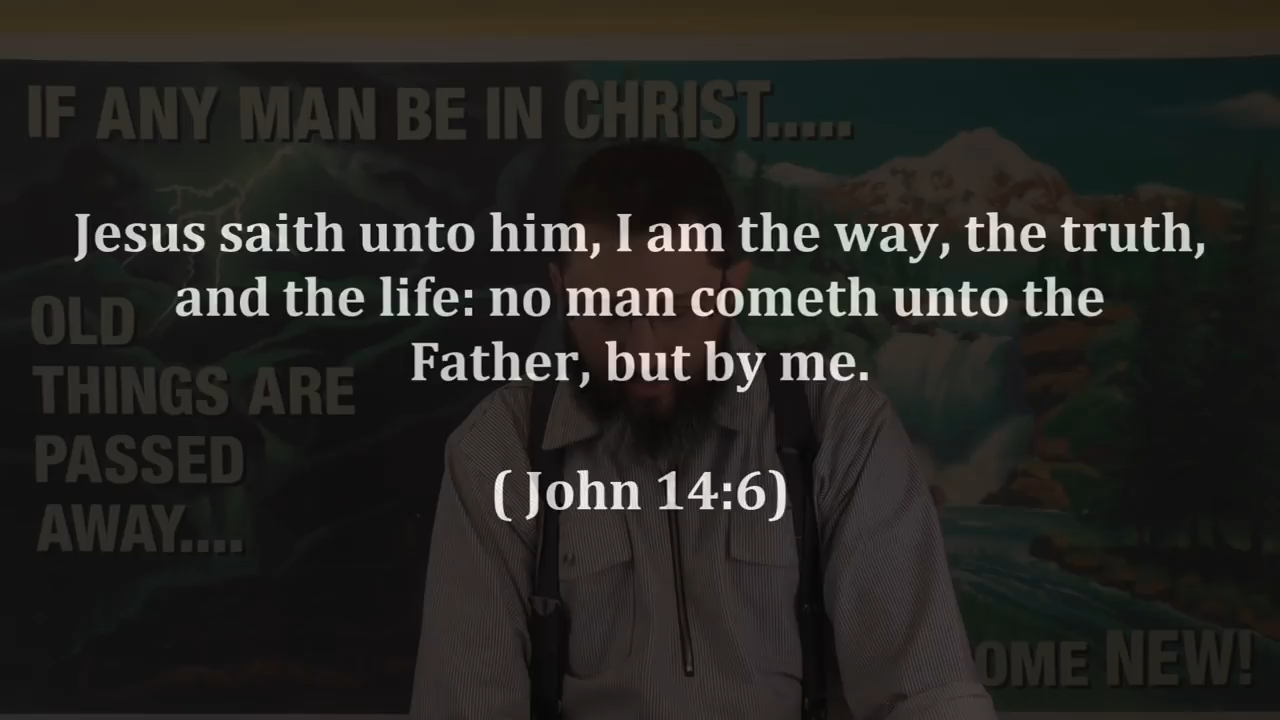 IF ANY MAN BE IN CHRIST.....
Jesus saith unto him, I am the way, the truth,
and the life: no man cometh unto the
Father, but by me.
( John 14:6)
OLD
THINGS ARE
PASSED
AWAY....
OME NEW!